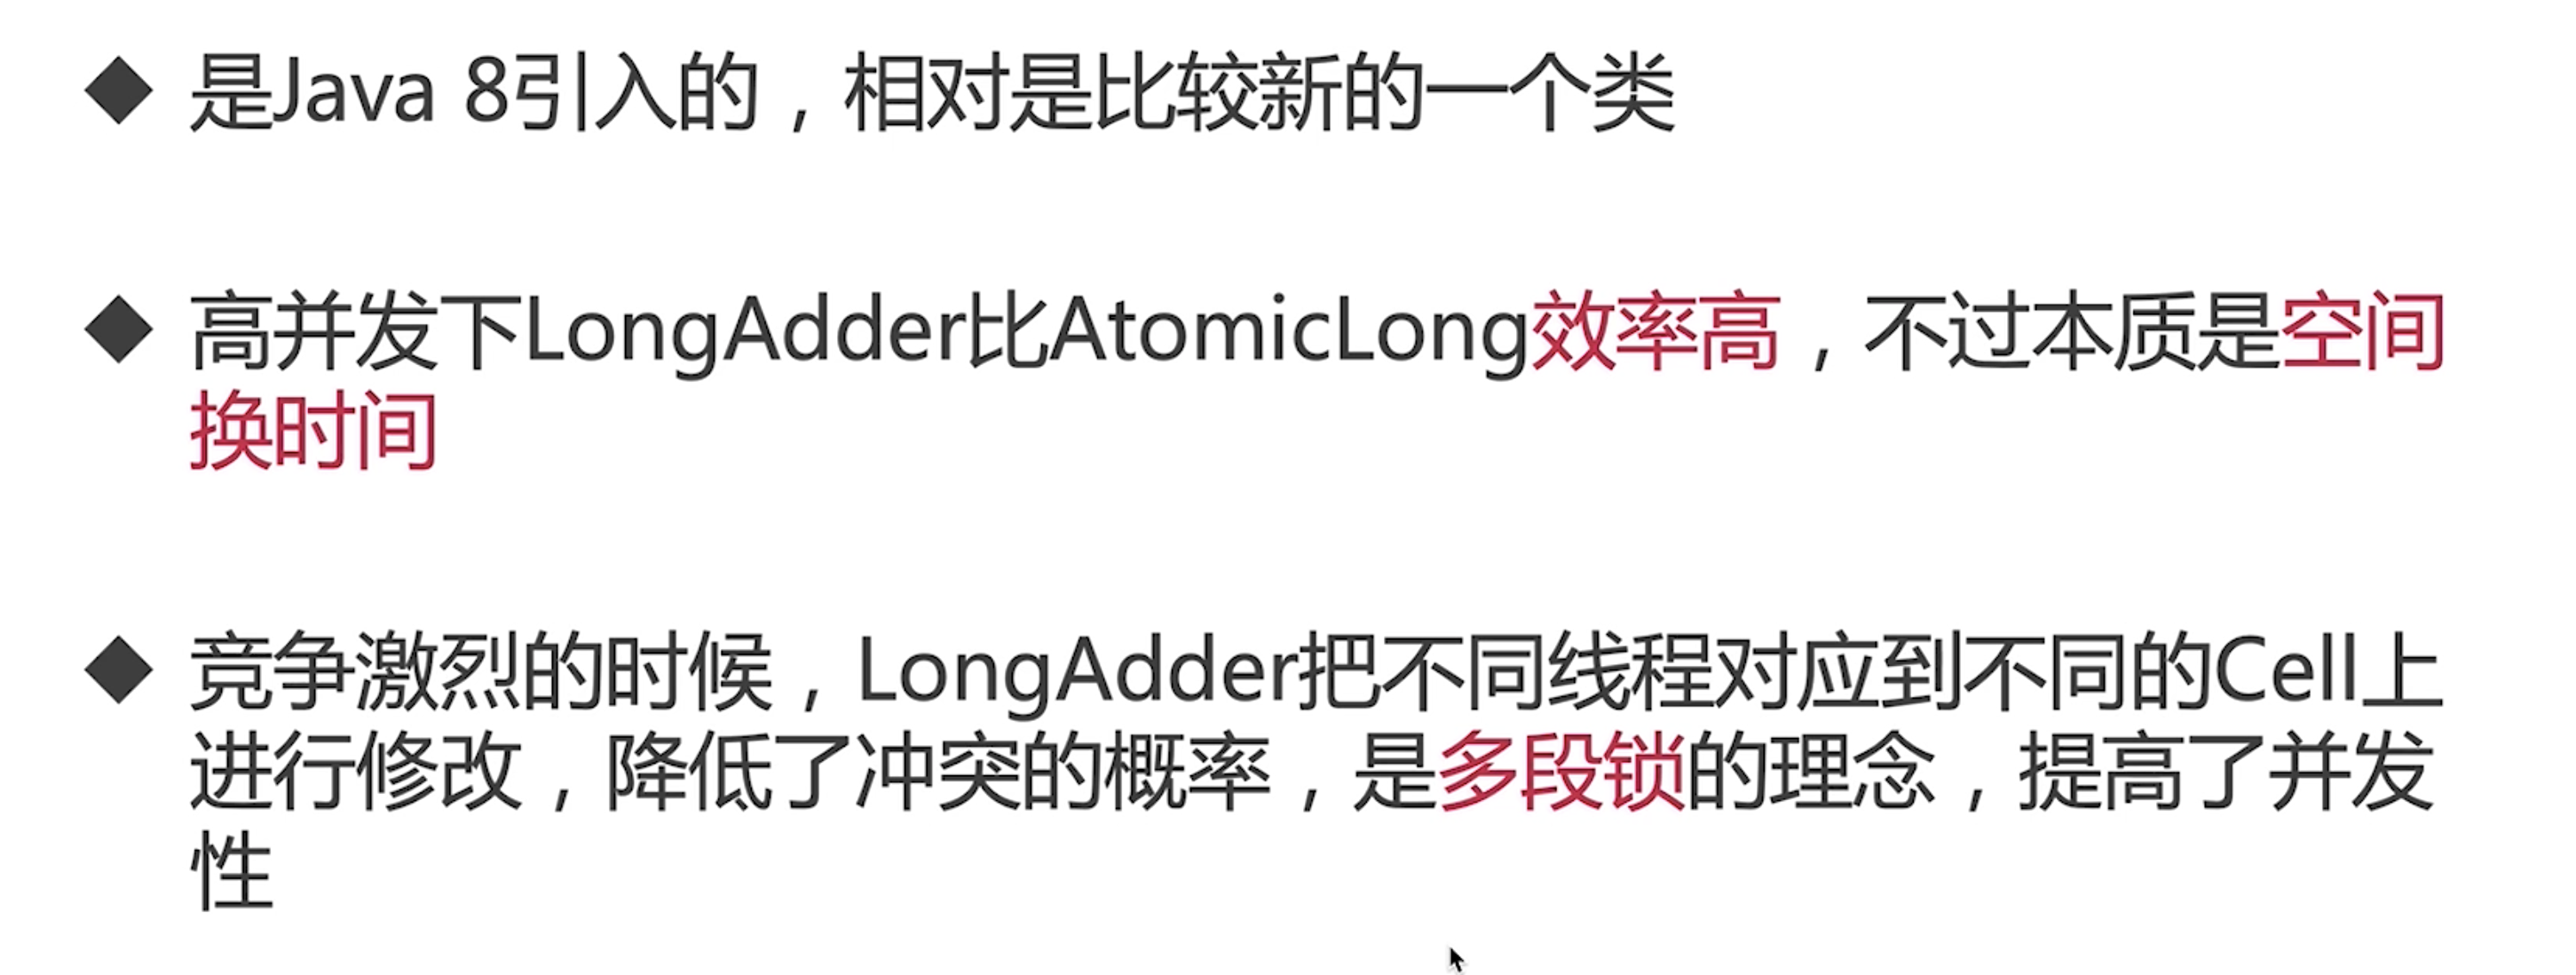 ◆ 是Java 8引入的，相对是比较新的一个类
◆ 高并发下LongAdder比AtomicLong效率高，不过本质是空间
换时间
◆ 竞争激烈的时候，LongAdder把不同线程对应到不同的Cell上
进行修改，降低了冲突的概率，是多段锁的理念，提高了并发
性